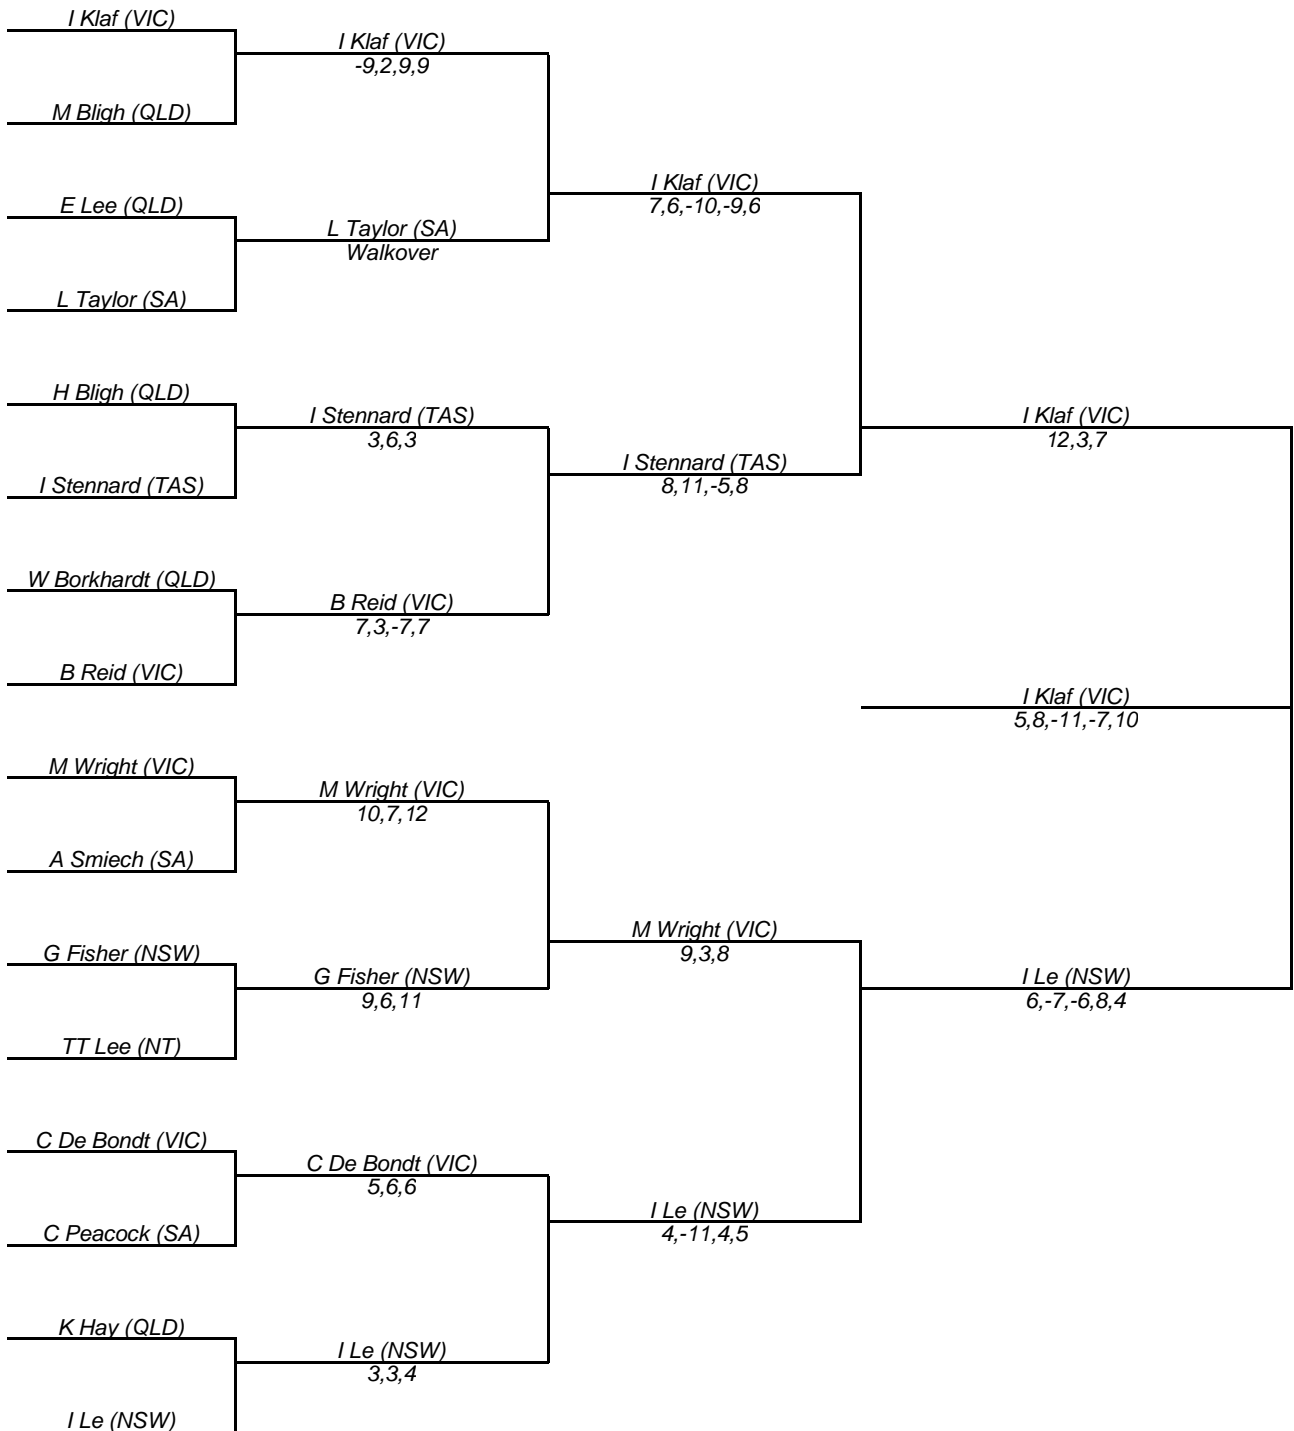 I Klaf (VIC)
M Bligh (QLD)
E Lee (QLD)
L Taylor (SA)
H Bligh (QLD)
I Stennard (TAS)
W Borkhardt (QLD)
B Reid (VIC)
M Wright (VIC)
A Smiech (SA)
G Fisher (NSW)
TT Lee (NT)
C De Bondt (VIC)
C Peacock (SA)
K Hay (QLD)
I Le (NSW)
I Klaf (VIC)
-9,2,9,9
L Taylor (SA)
Walkover
I Stennard (TAS)
3,6,3
B Reid (VIC)
7,3,-7,7
M Wright (VIC)
10,7,12
G Fisher (NSW)
9,6,11
C De Bondt (VIC)
5,6,6
I Le (NSW)
3,3,4
I Klaf (VIC)
7,6,-10,-9,6
I Stennard (TAS)
8,11,-5,8
M Wright (VIC)
9,3,8
I Le (NSW)
4,-11,4,5
I Klaf (VIC)
12,3,7
I Klaf (VIC)
5,8,-11,-7,10
I Le (NSW)
6,-7,-6,8,4